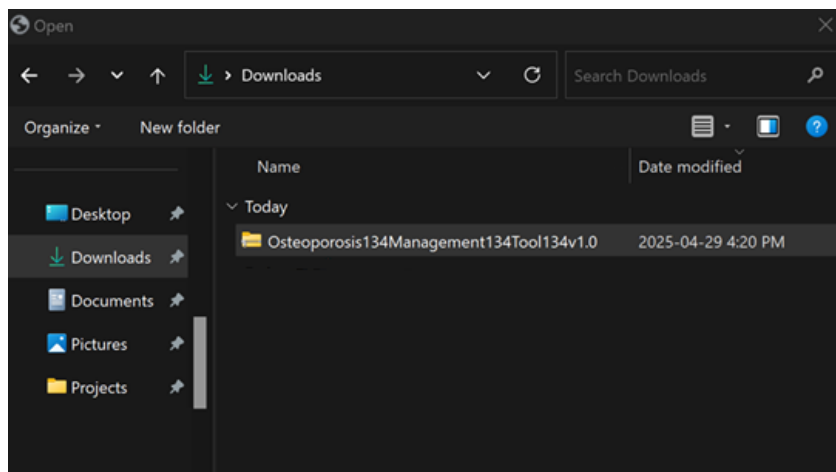 Open
Downloads
Search Downloads
Organize
New folder
Name
Date modified
Desktop
Today
Downloads
Osteoporosis134Management134Tool134v1.0
2025-04-29 4:20 PM
Documents
Pictures
Projects